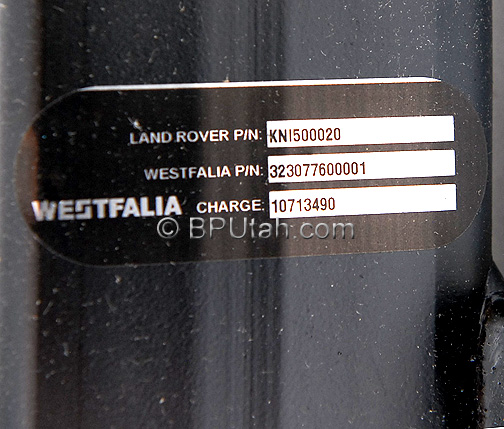 LAND ROVER P/N: KNI500020
WESTFALIA P/N: 323077600001
WESTFALIA CHARGE: 10713490
© BPUtah.com